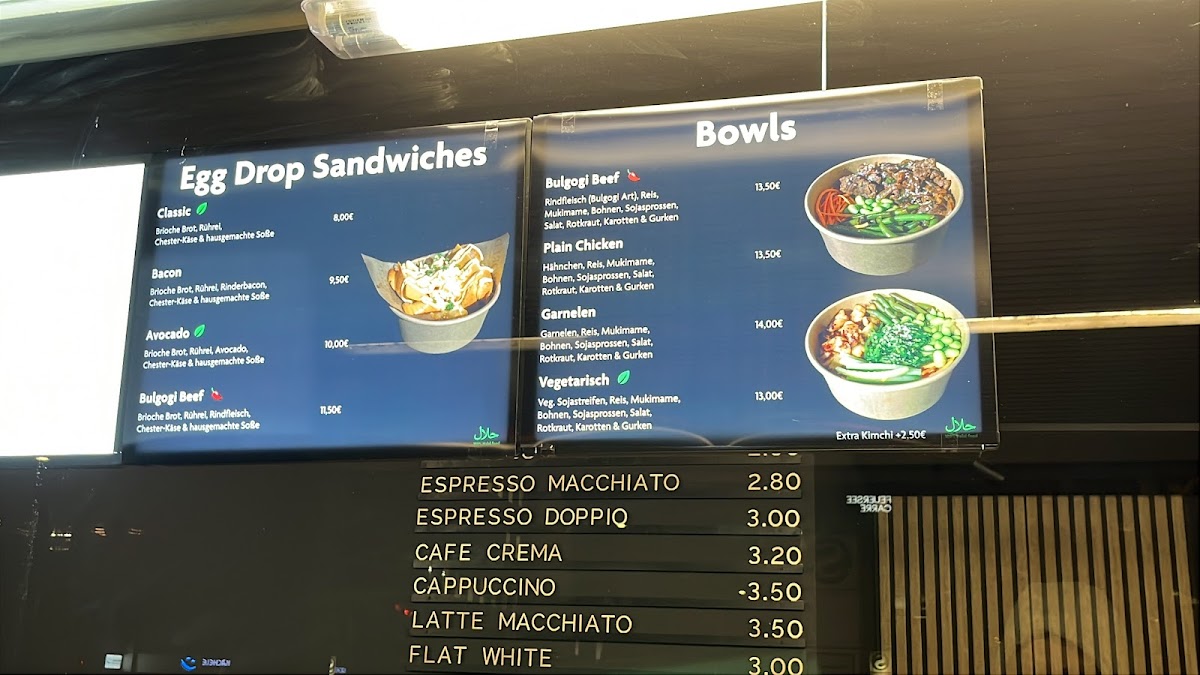 Egg Drop Sandwiches
Classic
8,00€
Brioche Brot, Rührei,
Chester-Käse & hausgemachte Soße
Bacon
9,50€
Brioche Brot, Rührei, Rinderbacon,
Chester-Käse & hausgemachte Soße
Avocado
10,00€
Brioche Brot, Rührei, Avocado,
Chester-Käse & hausgemachte Soße
Bulgogi Beef
11,50€
Brioche Brot, Rührei, Rindfleisch,
Chester-Käse & hausgemachte Soße
حلال
Bowls
Bulgogi Beef
13,50€
Rindfleisch (Bulgogi Art), Reis,
Mukimame, Bohnen, Sojasprossen,
Salat, Rotkraut, Karotten & Gurken
Plain Chicken
13,50€
Hähnchen, Reis, Mukimame,
Bohnen, Sojasprossen, Salat,
Rotkraut, Karotten & Gurken
Garnelen
14,00€
Garnelen, Reis, Mukimame,
Bohnen, Sojasprossen, Salat,
Rotkraut, Karotten & Gurken
Vegetarisch
13,00€
Veg. Sojastreifen, Reis, Mukimame,
Bohnen, Sojasprossen, Salat,
Rotkraut, Karotten & Gurken
Extra Kimchi +2,50€
حلال
ESPRESSO MACCHIATO 2.80
ESPRESSO DOPPIQ 3.00
CAFE CREMA 3.20
CAPPUCCINO -3.50
LATTE MACCHIATO 3.50
FLAT WHITE 3.00
FEUERSEE
CARRE